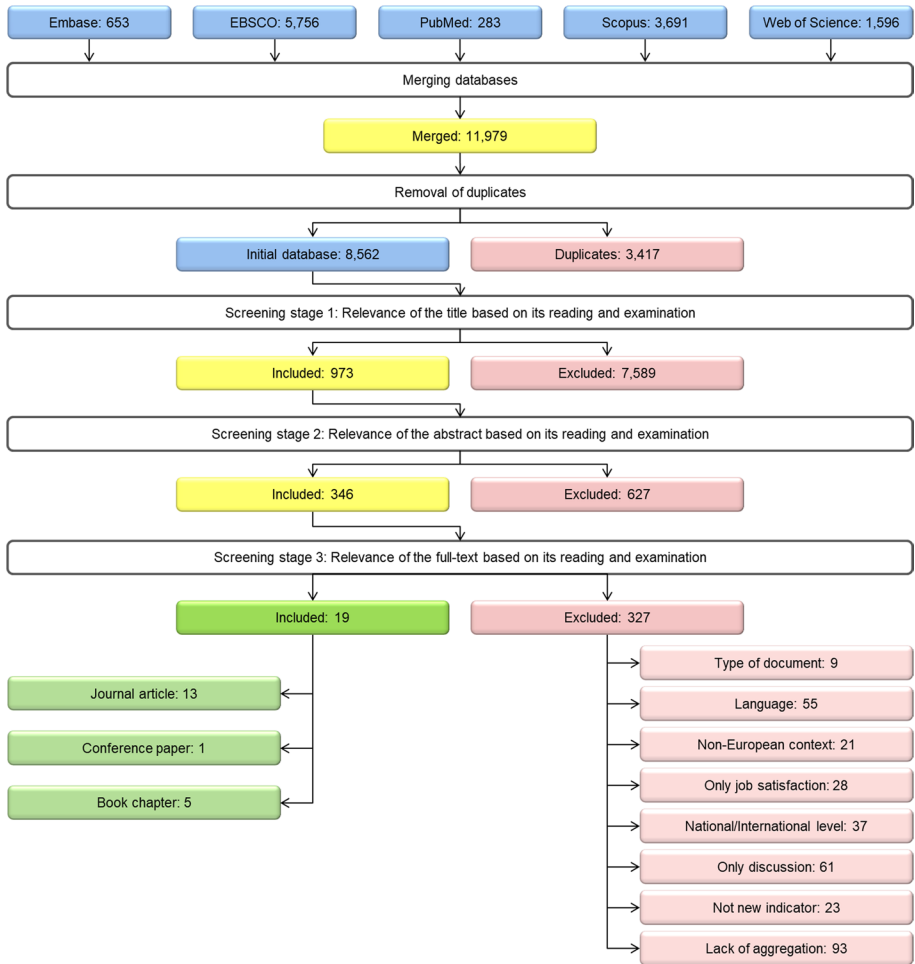 Embase: 653
EBSCO: 5,756
PubMed: 283
Scopus: 3,691
Web of Science: 1,596
Merging databases
Merged: 11,979
Removal of duplicates
Initial database: 8,562
Duplicates: 3,417
Screening stage 1: Relevance of the title based on its reading and examination
Included: 973
Excluded: 7,589
Screening stage 2: Relevance of the abstract based on its reading and examination
Included: 346
Excluded: 627
Screening stage 3: Relevance of the full-text based on its reading and examination
Included: 19
Excluded: 327
Journal article: 13
Conference paper: 1
Book chapter: 5
Type of document: 9
Language: 55
Non-European context: 21
Only job satisfaction: 28
National/International level: 37
Only discussion: 61
Not new indicator: 23
Lack of aggregation: 93